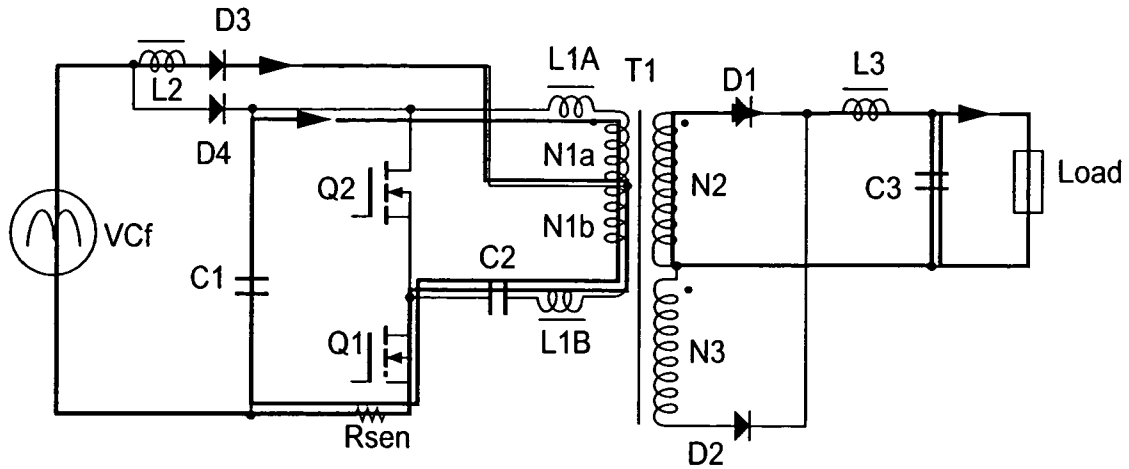 D3
L2
L1A
T1
D1
L3
D4
N1a
Q2
N2
C3
Load
VCf
N1b
C1
C2
Q1
L1B
N3
Rsen
D2